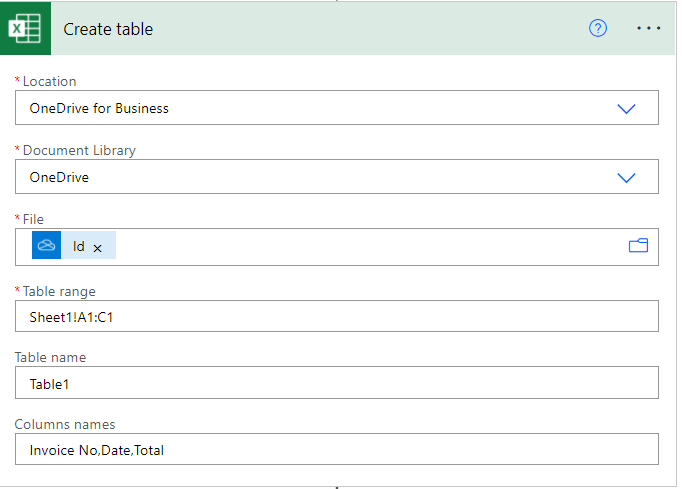 Create table
* Location
OneDrive for Business
* Document Library
OneDrive
* File
Id
* Table range
Sheet1!A1:C1
Table name
Table1
Columns names
Invoice No,Date,Total